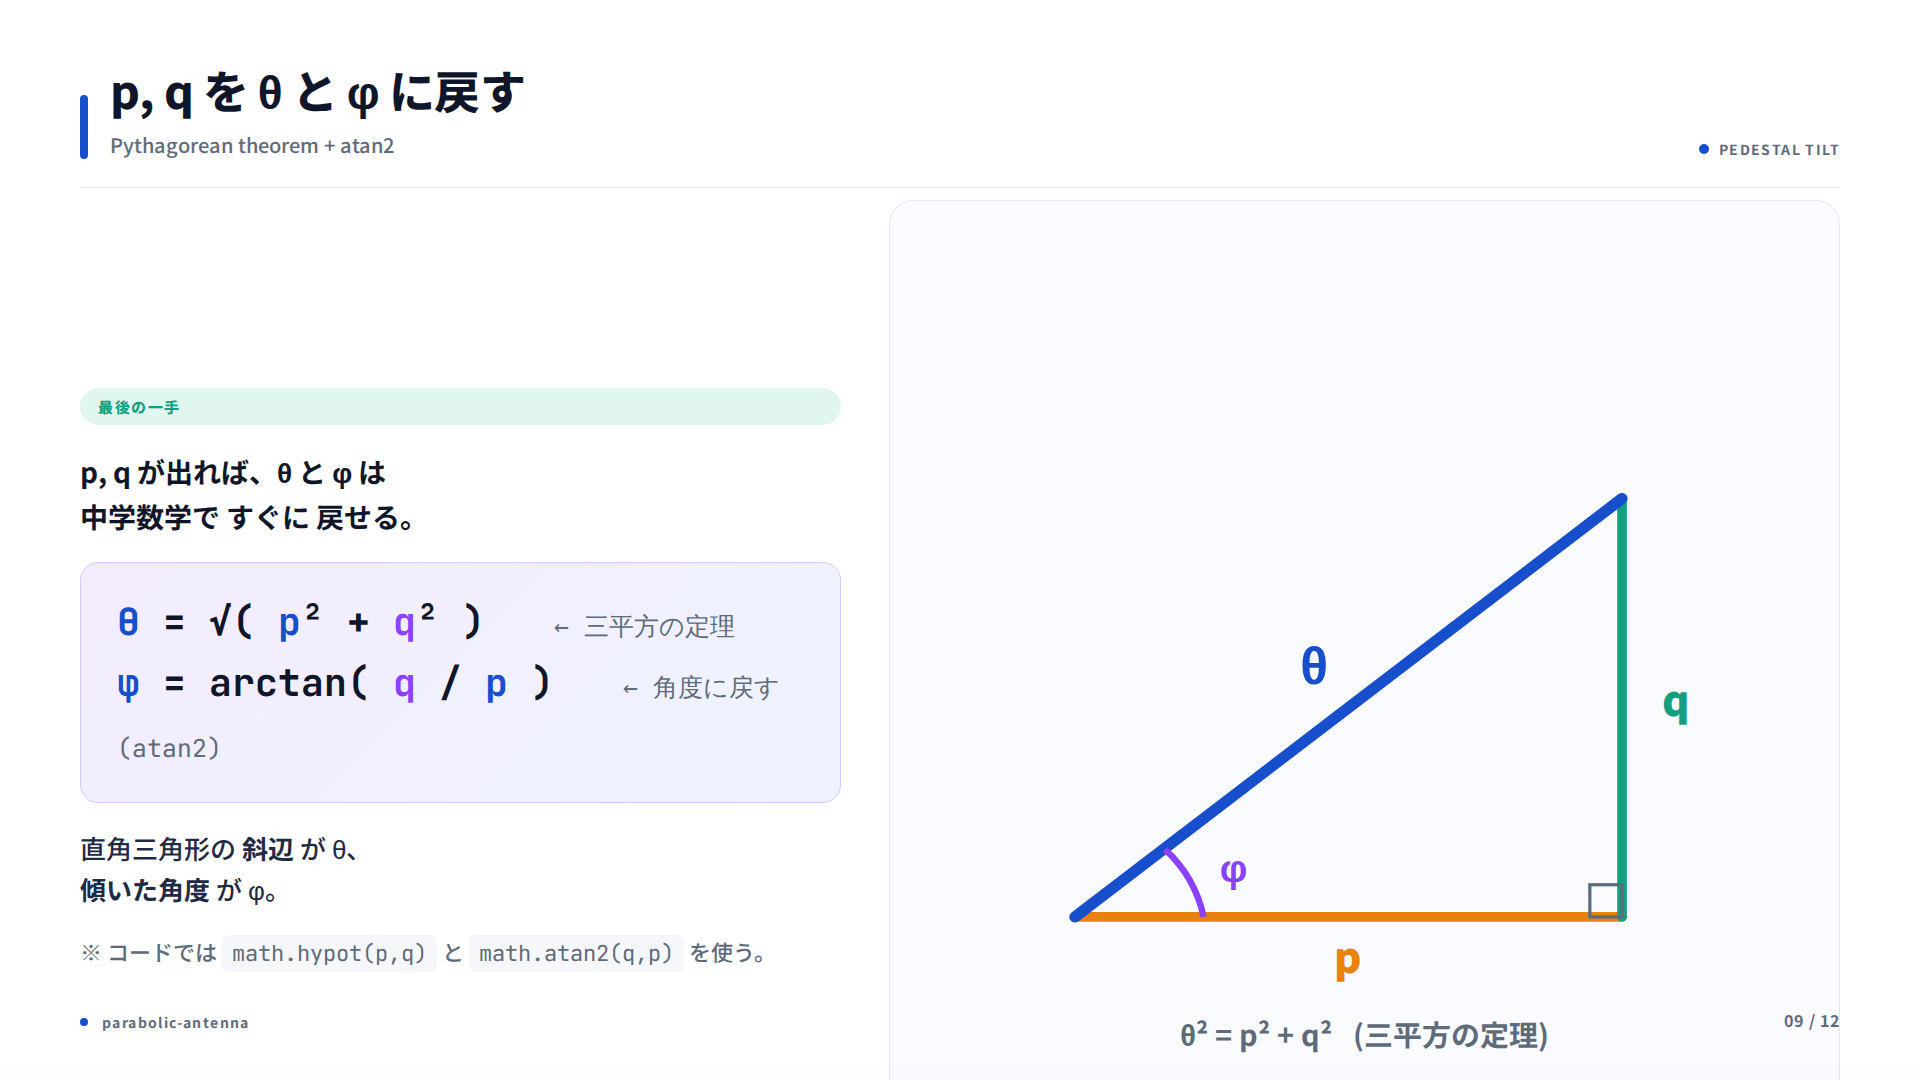 p, q を θ と φ に戻す
Pythagorean theorem + atan2
PEDESTAL TILT
最後の一手
p, q が出れば、θ と φ は
中学数学で すぐに 戻せる。
θ = √( p² + q² ) ← 三平方の定理
φ = arctan( q / p ) ← 角度に戻す
(atan2)
直角三角形の 斜辺 が θ、
傾いた角度 が φ。
※ コードでは math.hypot(p,q) と math.atan2(q,p) を使う。
θ
q
φ
p
θ² = p² + q² (三平方の定理)
parabolic-antenna
09 / 12